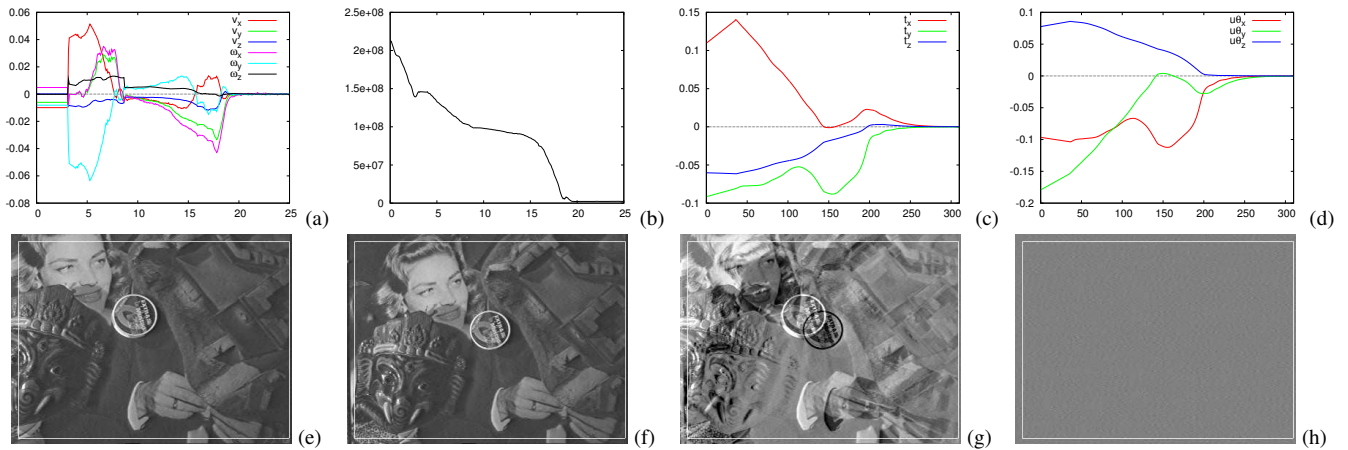 0.06
0.04
0.02
0
-0.02
-0.04
-0.06
-0.08
0 5 10 15 20 25
v_x
v_y
v_z
ω_x
ω_y
ω_z
(a)
2.5e+08
2e+08
1.5e+08
1e+08
5e+07
0
0 5 10 15 20 25
(b)
0.15
0.1
0.05
0
-0.05
-0.1
0 50 100 150 200 250 300
t_x
t_y
t_z
(c)
0.1
0.05
0
-0.05
-0.1
-0.15
-0.2
0 50 100 150 200 250 300
uθ_x
uθ_y
uθ_z
(d)
(e)
(f)
(g)
(h)